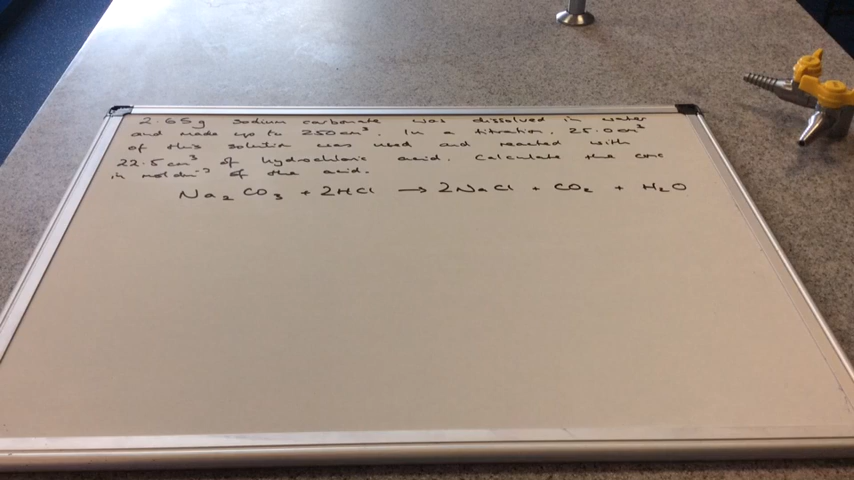 2.65g sodium carbonate was dissolved in water
and made up to 250cm³. In a titration, 25.0cm³
of this solution was used and reacted with
22.5cm³ of hydrochloric acid. Calculate the conc
in moldm⁻³ of the acid.
Na₂CO₃ + 2HCl → 2NaCl + CO₂ + H₂O